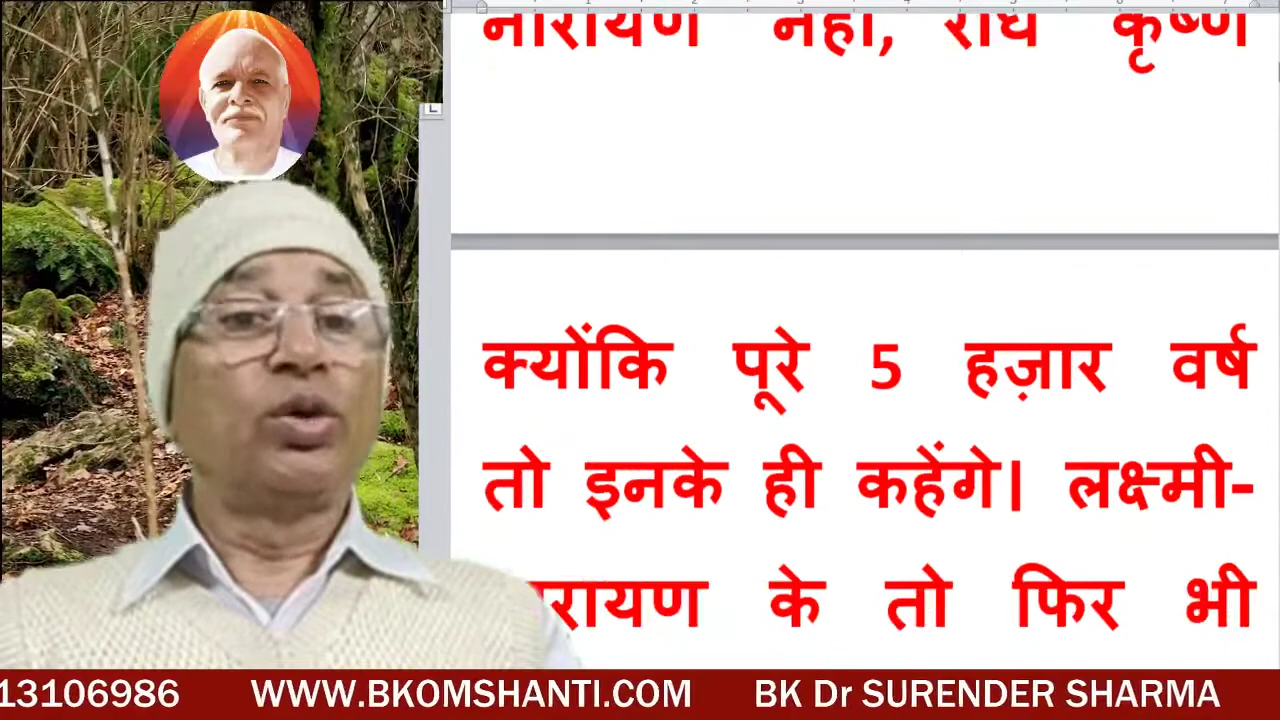 नारायण नहीं, राधे कृष्ण
क्योंकि पूरे 5 हज़ार वर्ष
तो इनके ही कहेंगे। लक्ष्मी-
रायण के तो फिर भी
13106986 WWW.BKOMSHANTI.COM BK Dr SURENDER SHARMA